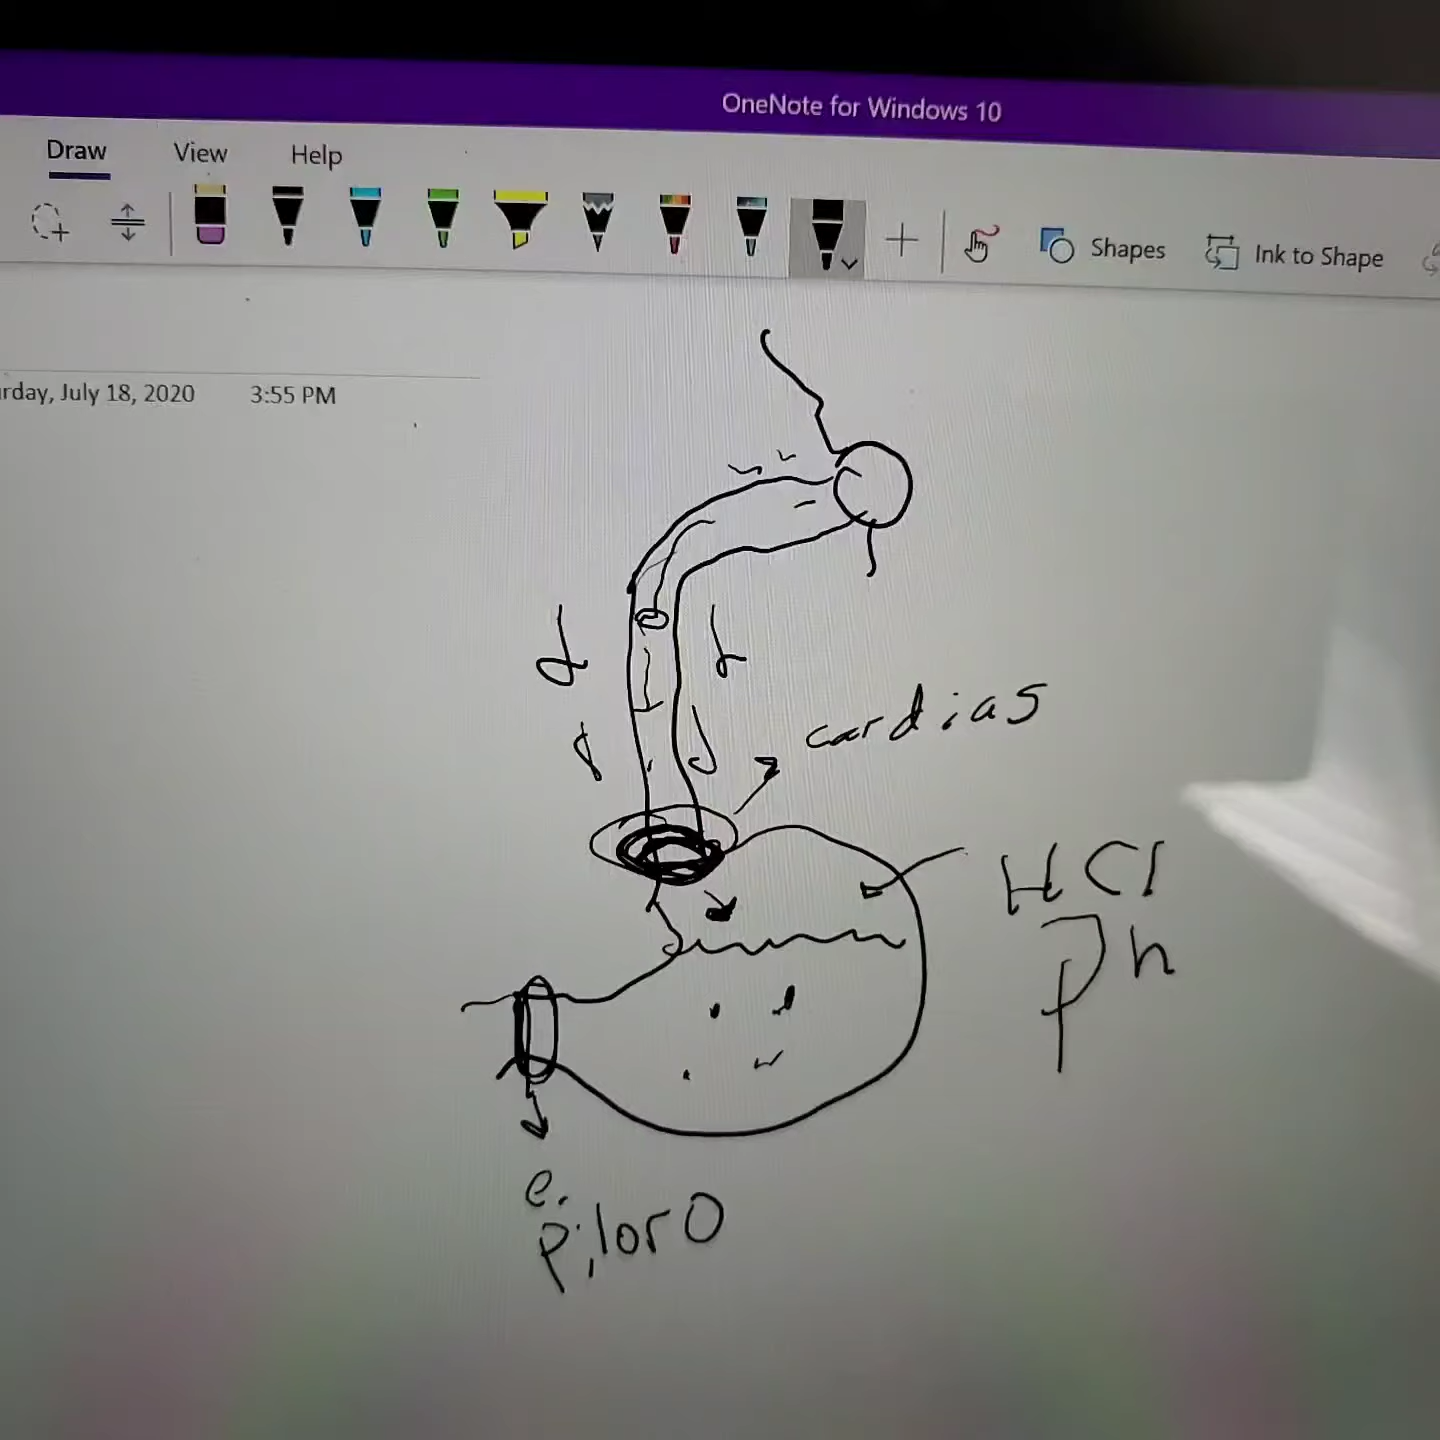 OneNote for Windows 10
Draw View Help
Shapes Ink to Shape
rday, July 18, 2020 3:55 PM
cardias
HCl
Ph
e.
piloro